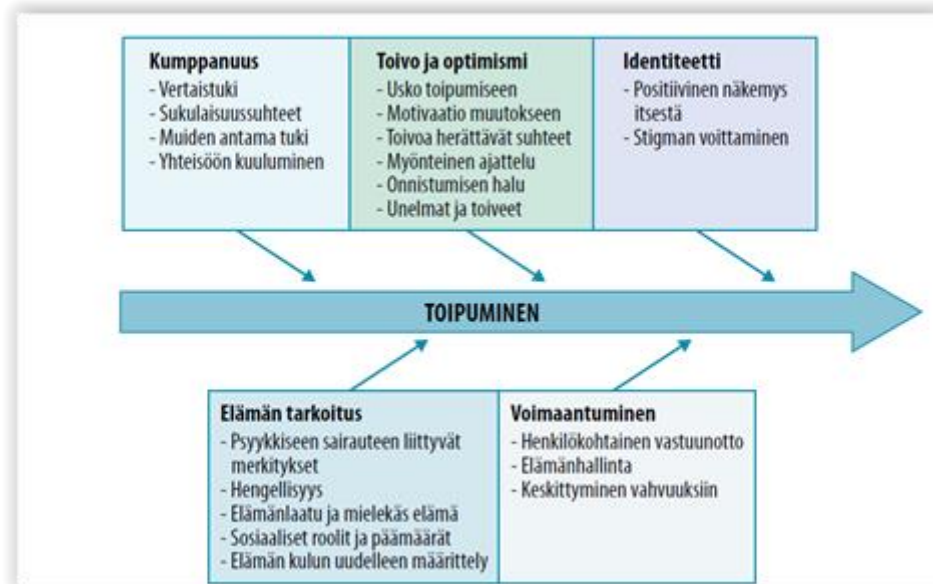 Kumppanuus
- Vertaistuki
- Sukulaisuussuhteet
- Muiden antama tuki
- Yhteisöön kuuluminen
Toivo ja optimismi
- Usko toipumiseen
- Motivaatio muutokseen
- Toivoa herättävät suhteet
- Myönteinen ajattelu
- Onnistumisen halu
- Unelmat ja toiveet
Identiteetti
- Positiivinen näkemys
itsestä
- Stigman voittaminen
TOIPUMINEN
Elämän tarkoitus
- Psyykkiseen sairauteen liittyvät
merkitykset
- Hengellisyys
- Elämänlaatu ja mielekäs elämä
- Sosiaaliset roolit ja päämäärät
- Elämän kulun uudelleen määrittely
Voimaantuminen
- Henkilökohtainen vastuunotto
- Elämänhallinta
- Keskittyminen vahvuuksiin